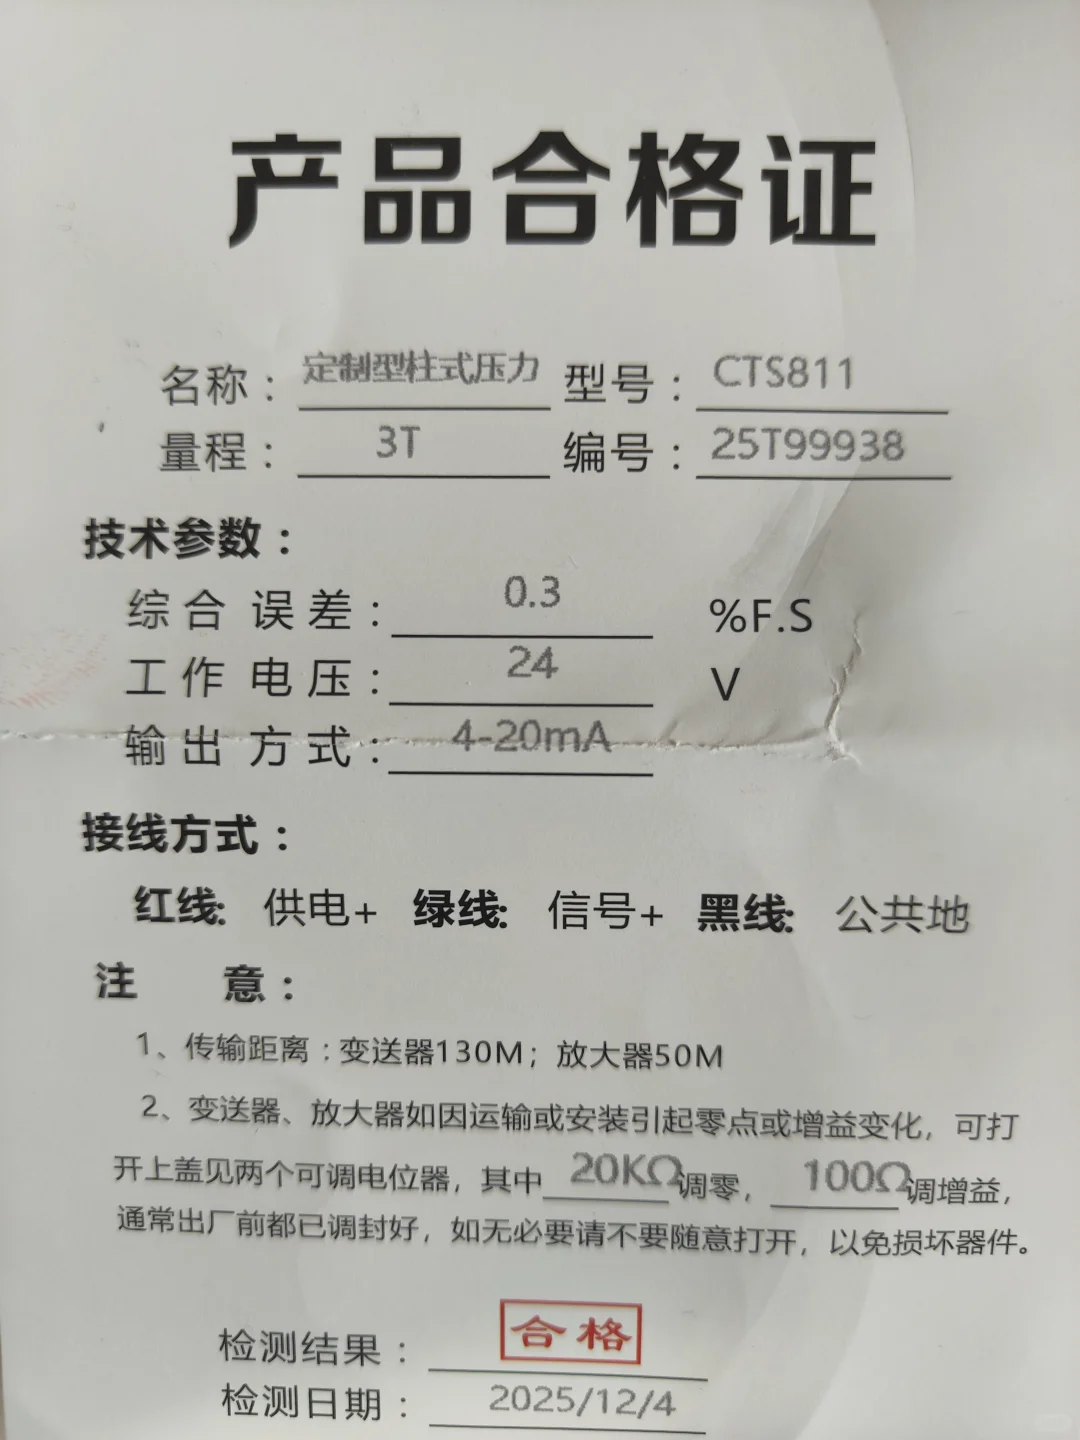 产品合格证
名称：定制型柱式压力 型号：CTS811
量程：3T 编号：25T99938
技术参数：
综合误差：0.3 %F.S
工作电压：24 V
输出方式：4-20mA
接线方式：
红线: 供电+ 绿线: 信号+ 黑线: 公共地
注 意：
1、传输距离：变送器130M；放大器50M
2、变送器、放大器如因运输或安装引起零点或增益变化，可打
开上盖见两个可调电位器，其中20KΩ调零，100Ω调增益，
通常出厂前都已调封好，如无必要请不要随意打开，以免损坏器件。
检测结果：合格
检测日期：2025/12/4